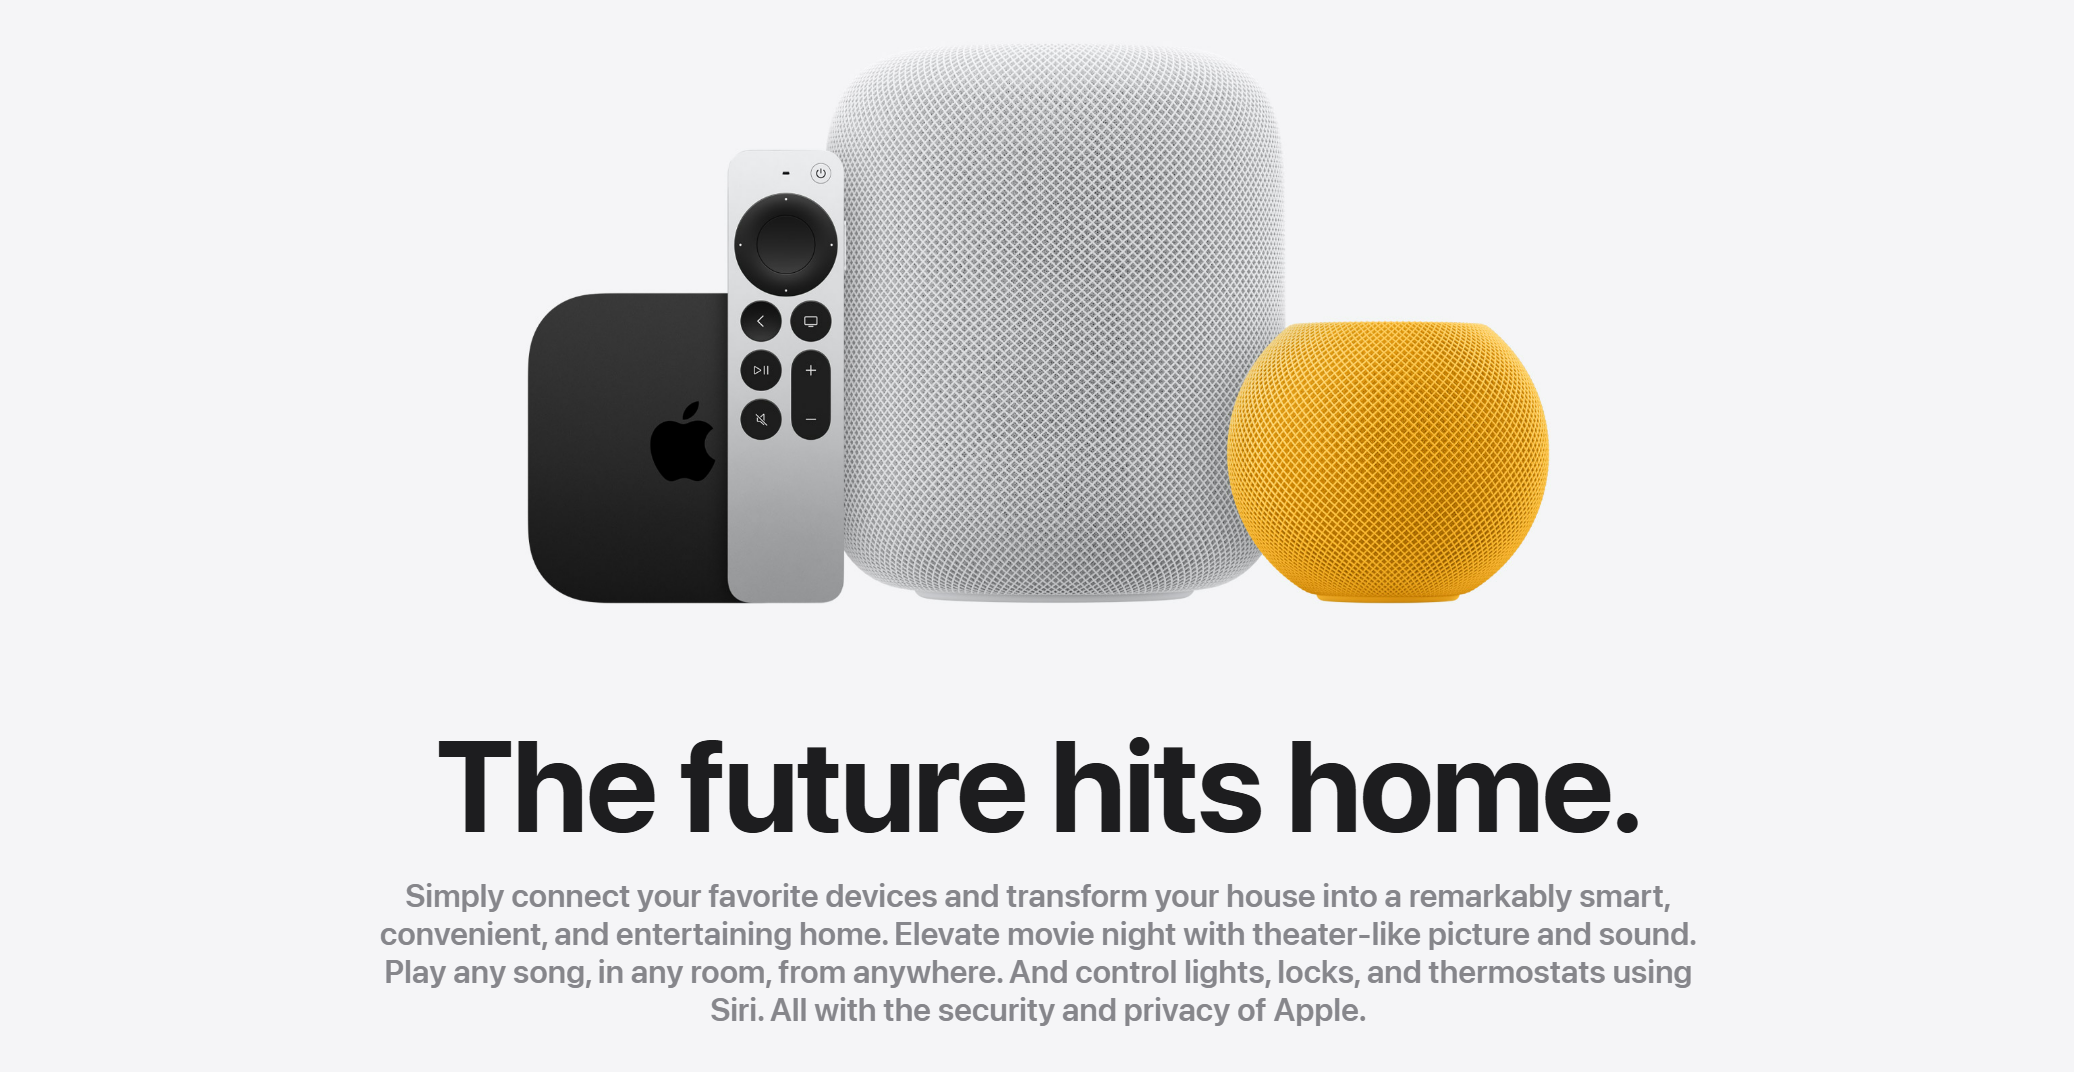 The future hits home.
Simply connect your favorite devices and transform your house into a remarkably smart,
convenient, and entertaining home. Elevate movie night with theater-like picture and sound.
Play any song, in any room, from anywhere. And control lights, locks, and thermostats using
Siri. All with the security and privacy of Apple.